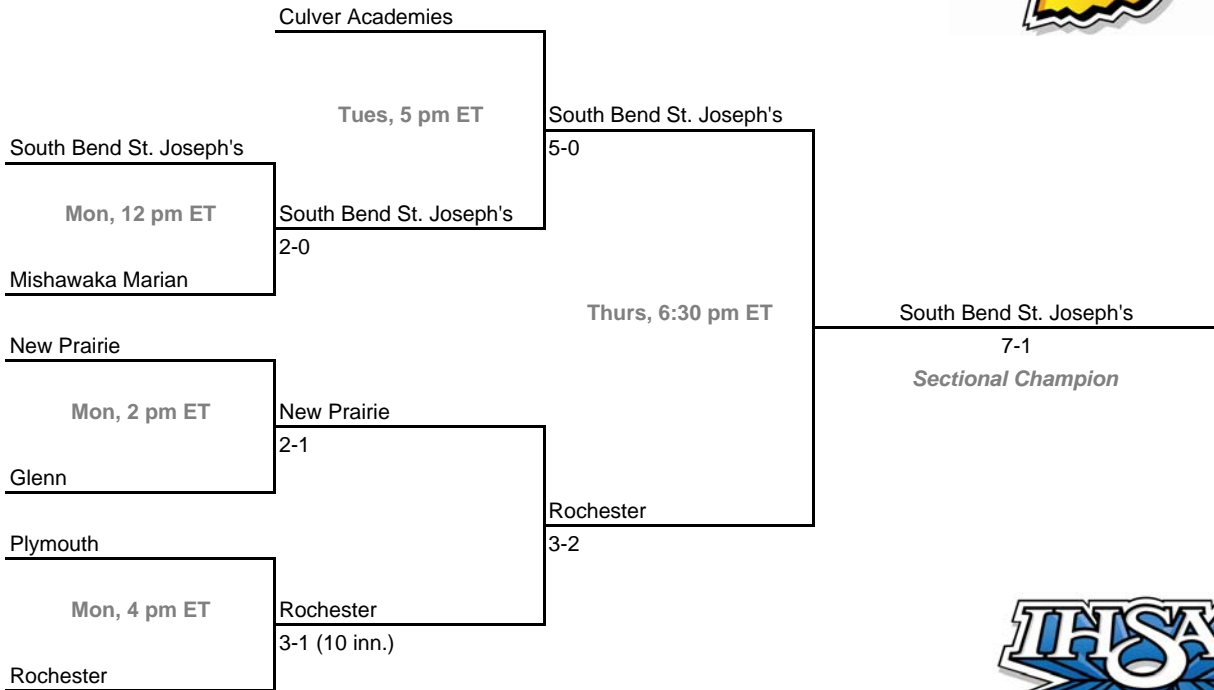 Culver Academies
Tues, 5 pm ET
South Bend St. Joseph's
5-0
South Bend St. Joseph's
Mon, 12 pm ET
South Bend St. Joseph's
2-0
Mishawaka Marian
Thurs, 6:30 pm ET
South Bend St. Joseph's
7-1
Sectional Champion
New Prairie
Mon, 2 pm ET
New Prairie
2-1
Glenn
Rochester
3-2
Plymouth
Mon, 4 pm ET
Rochester
3-1 (10 inn.)
Rochester
IHSA